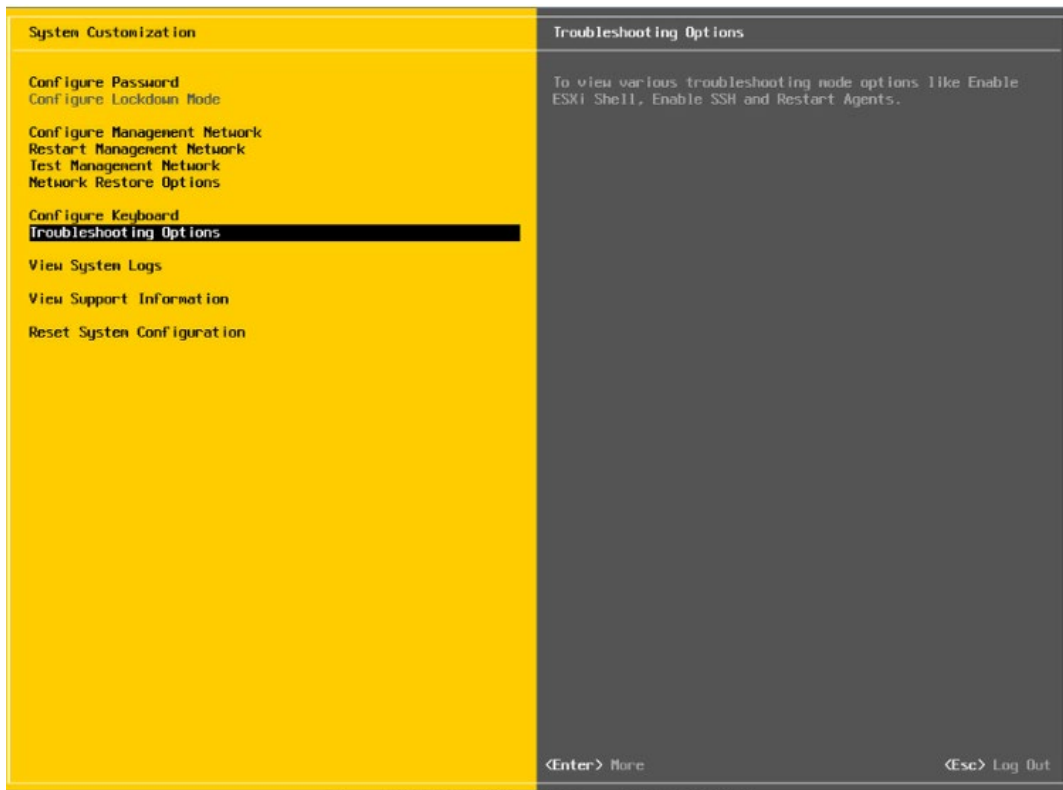 System Customization
Configure Password
Configure Lockdown Mode
Configure Management Network
Restart Management Network
Test Management Network
Network Restore Options
Configure Keyboard
Troubleshooting Options
View System Logs
View Support Information
Reset System Configuration
Troubleshooting Options
To view various troubleshooting mode options like Enable
ESXi Shell, Enable SSH and Restart Agents.
<Enter> More
<Esc> Log Out